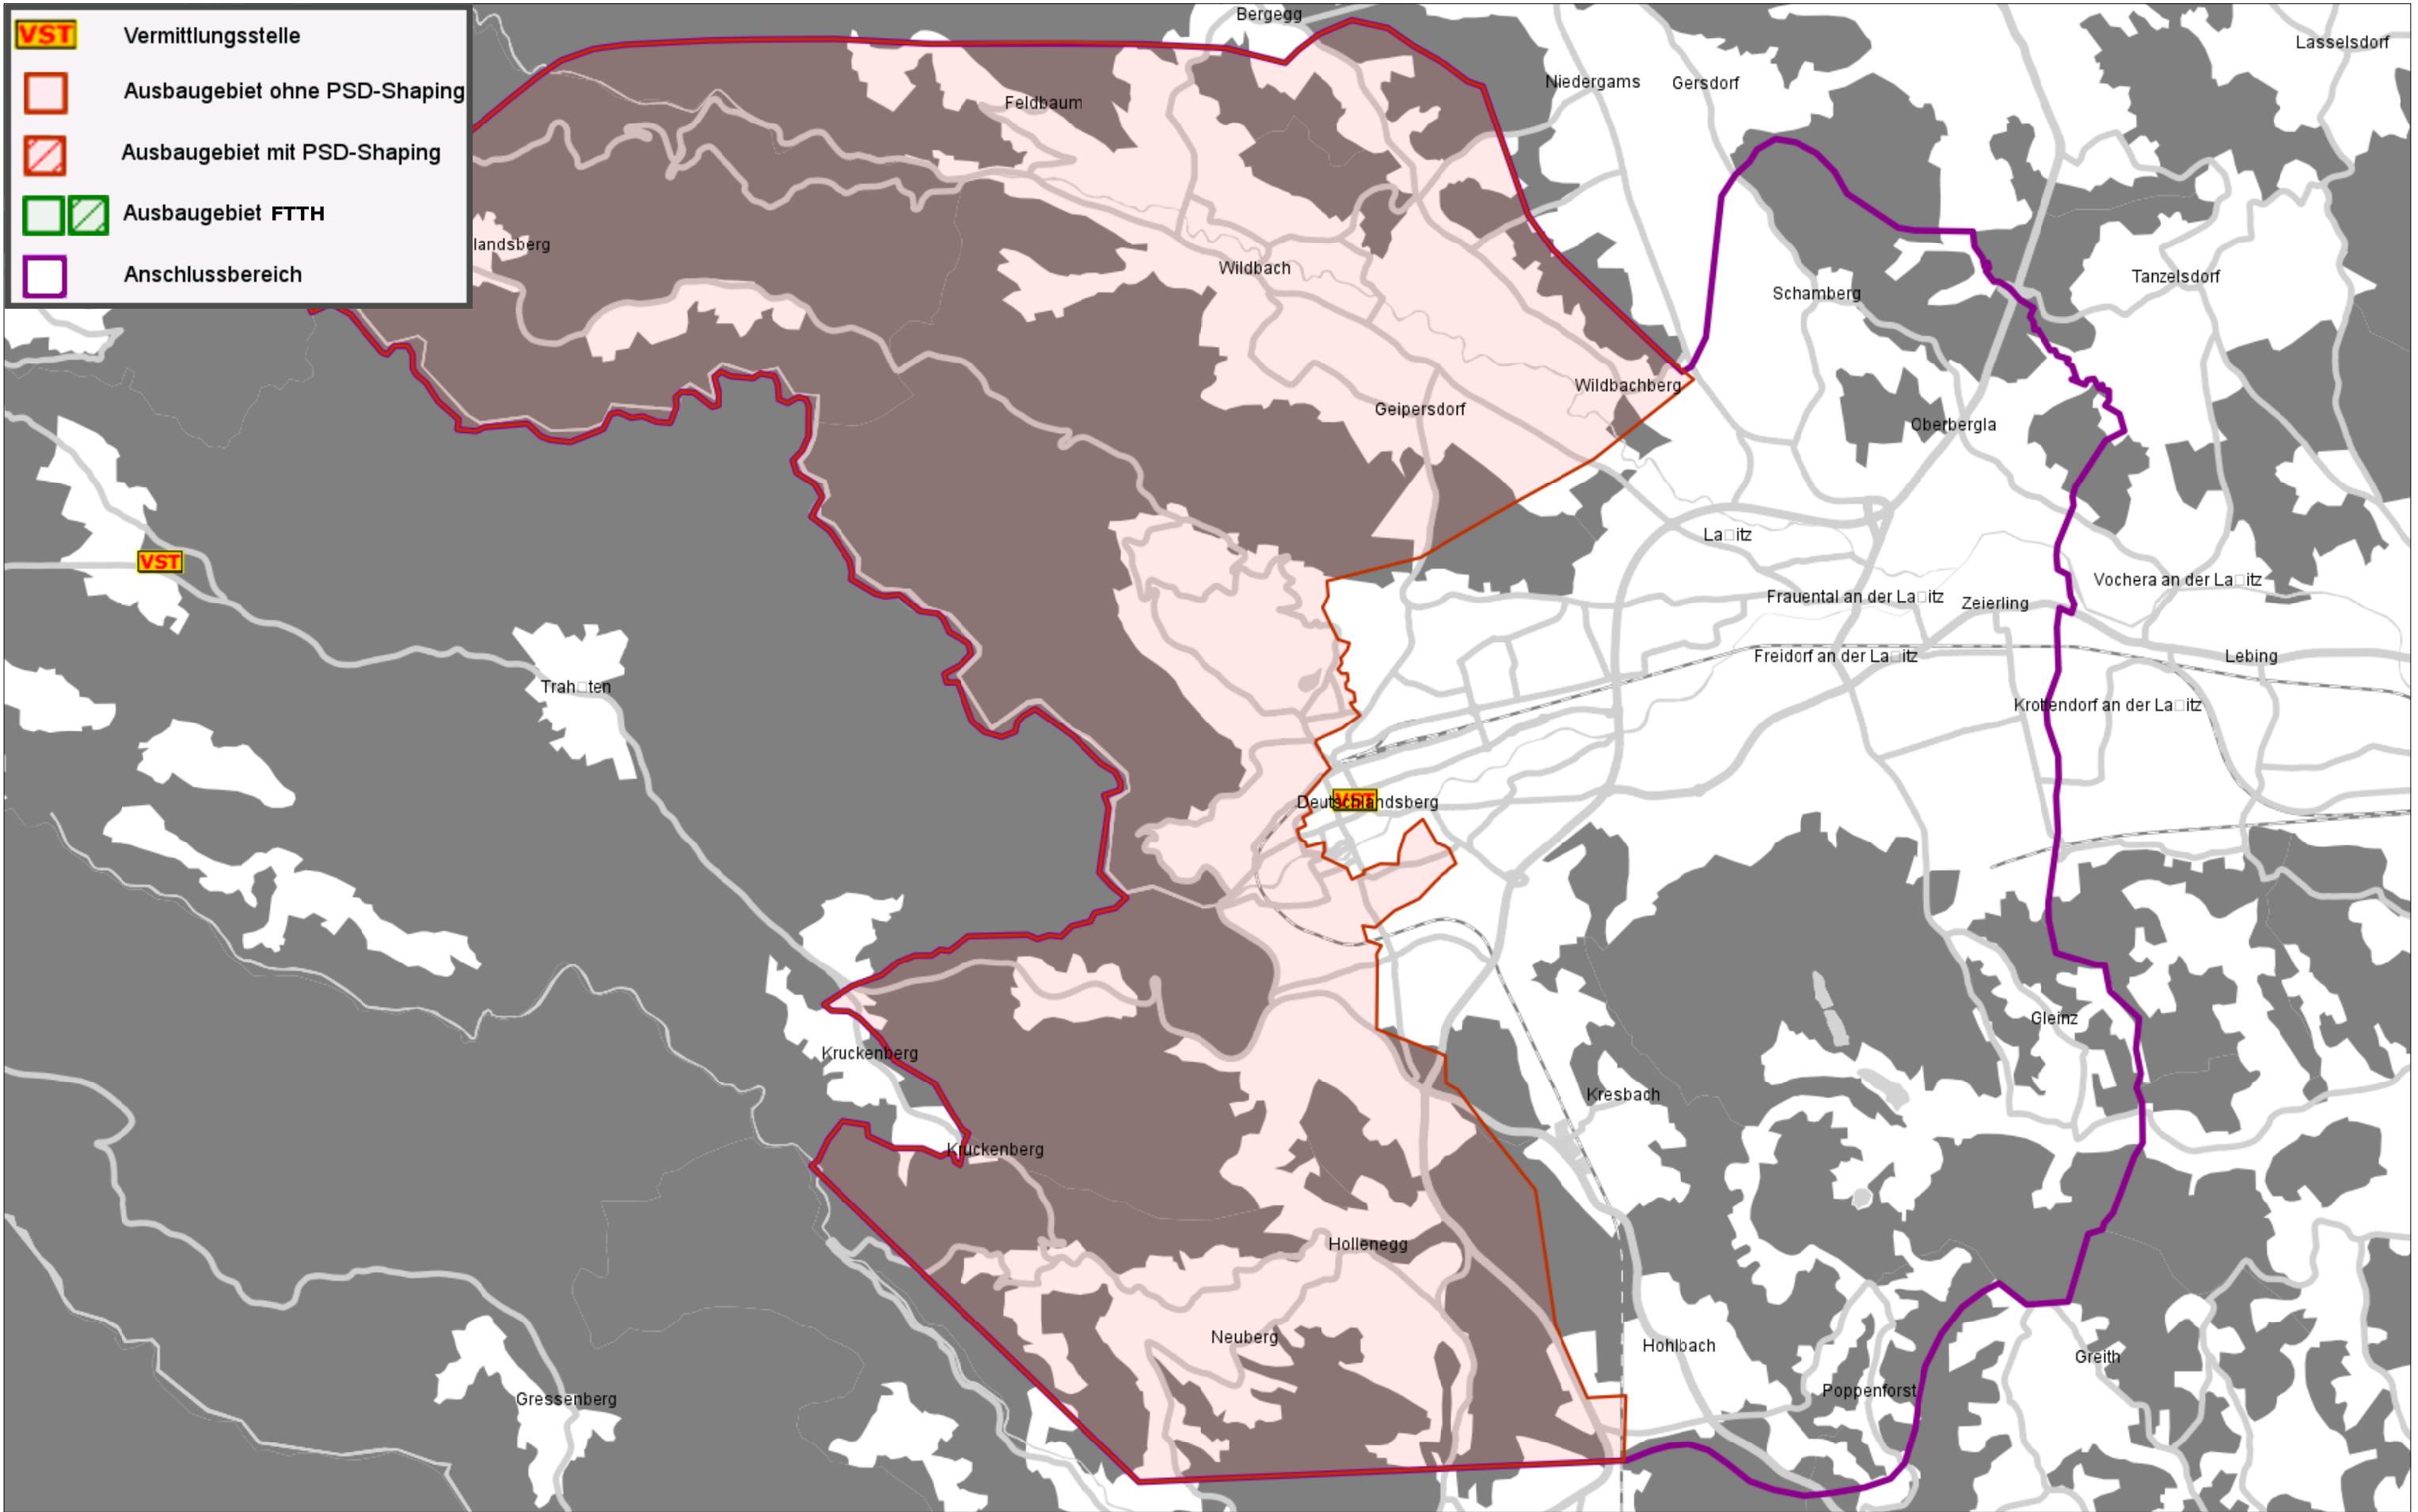 VST Vermittlungsstelle
Ausbaugebiet ohne PSD-Shaping
Ausbaugebiet mit PSD-Shaping
Ausbaugebiet FTTH
Anschlussbereich
Bergegg
Lasselsdorf
Niedergams
Gersdorf
Feldbaum
landsberg
Wildbach
Tanzelsdorf
Schamberg
Wildbachberg
Geipersdorf
Oberbergla
La□itz
VST
Vochera an der La□itz
Frauental an der La□itz
Zeierling
Freidorf an der La□itz
Lebing
Trah□ten
Krottendorf an der La□itz
Deutschlandsberg
VST
Gleinz
Kruckenberg
Kresbach
Kruckenberg
Hollenegg
Neuberg
Hohlbach
Greith
Poppenforst
Gressenberg